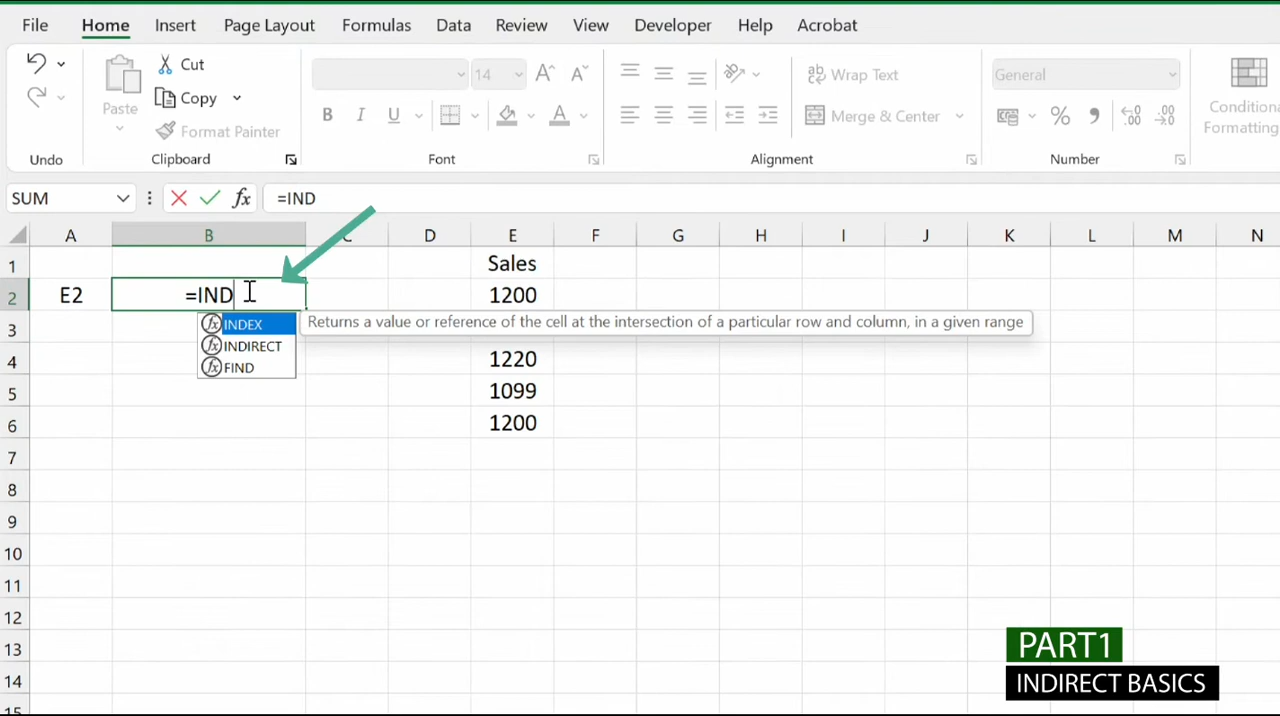 File Home Insert Page Layout Formulas Data Review View Developer Help Acrobat
Cut
Copy
Format Painter
Paste
14
Wrap Text
Merge & Center
General
Conditiona
Formatting
B I U
Undo Clipboard Font Alignment Number
SUM fx =IND
A B C D E F G H I J K L M N
1 Sales
2 E2 =IND 1200
INDEX Returns a value or reference of the cell at the intersection of a particular row and column, in a given range
3
INDIRECT
4 1220
FIND
5 1099
6 1200
7
8
9
10
11
12
13
14
15
PART1
INDIRECT BASICS